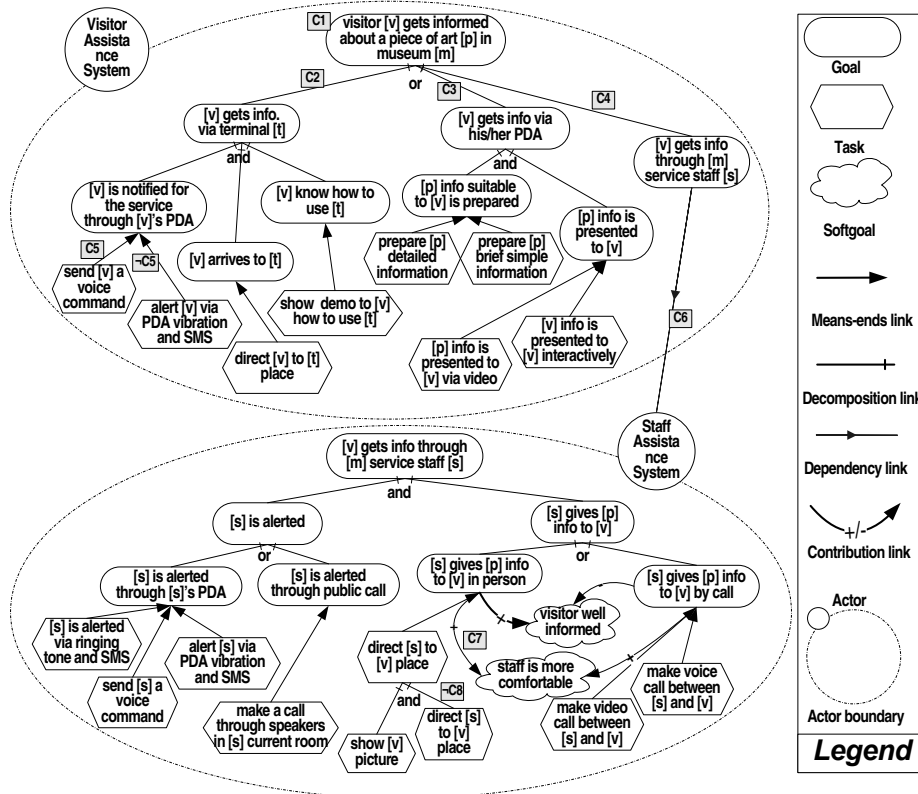 Visitor
Assista
nce
System
C1
visitor [v] gets informed
about a piece of art [p] in
museum [m]
or
C2
C3
C4
[v] gets info.
via terminal [t]
and
[v] gets info via
his/her PDA
and
[v] gets info
through [m]
service staff [s]
[v] is notified for
the service
through [v]'s PDA
[v] know how to
use [t]
[p] info suitable
to [v] is prepared
[p] info is
presented
to [v]
C5
¬C5
send [v] a
voice
command
[v] arrives to [t]
alert [v] via
PDA vibration
and SMS
show demo to [v]
how to use [t]
direct [v] to [t]
place
prepare [p]
detailed
information
prepare [p]
brief simple
information
[p] info is
presented to
[v] via video
[v] info is
presented to
[v] interactively
C6
Staff
Assista
nce
System
[v] gets info through
[m] service staff [s]
and
[s] is alerted
or
[s] gives [p]
info to [v]
or
[s] is alerted
through [s]'s PDA
[s] is alerted
through public call
[s] gives [p] info
to [v] in person
[s] gives [p] info
to [v] by call
[s] is alerted
via ringing
tone and SMS
send [s] a
voice
command
alert [s] via
PDA vibration
and SMS
make a call
through speakers
in [s] current room
direct [s] to
[v] place
and
¬C8
show [v]
picture
direct [s]
to [v]
place
C7
+
+
-
+
visitor well
informed
staff is more
comfortable
make video
call between
[s] and [v]
make voice
call between
[s] and [v]
Goal
Task
Softgoal
Means-ends link
Decomposition link
Dependency link
+/-
Contribution link
Actor
Actor boundary
Legend